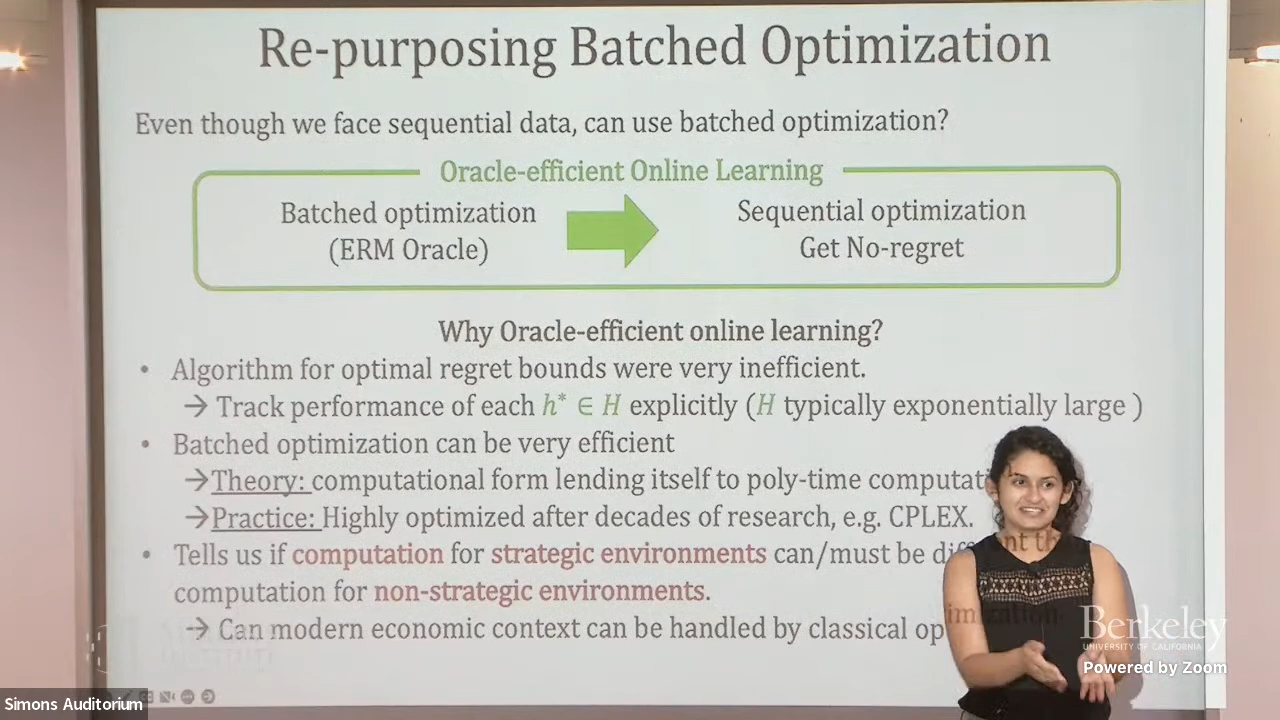 Re-purposing Batched Optimization
Even though we face sequential data, can use batched optimization?
Oracle-efficient Online Learning
Batched optimization
(ERM Oracle)
Sequential optimization
Get No-regret
Why Oracle-efficient online learning?
• Algorithm for optimal regret bounds were very inefficient.
→ Track performance of each h* ∈ H explicitly (H typically exponentially large )
• Batched optimization can be very efficient
→Theory: computational form lending itself to poly-time computat
→Practice: Highly optimized after decades of research, e.g. CPLEX.
• Tells us if computation for strategic environments can/must be diff nt th
computation for non-strategic environments.
→ Can modern economic context can be handled by classical op imization
Berkeley
UNIVERSITY OF CALIFORNIA
Powered by Zoom
Simons Auditorium